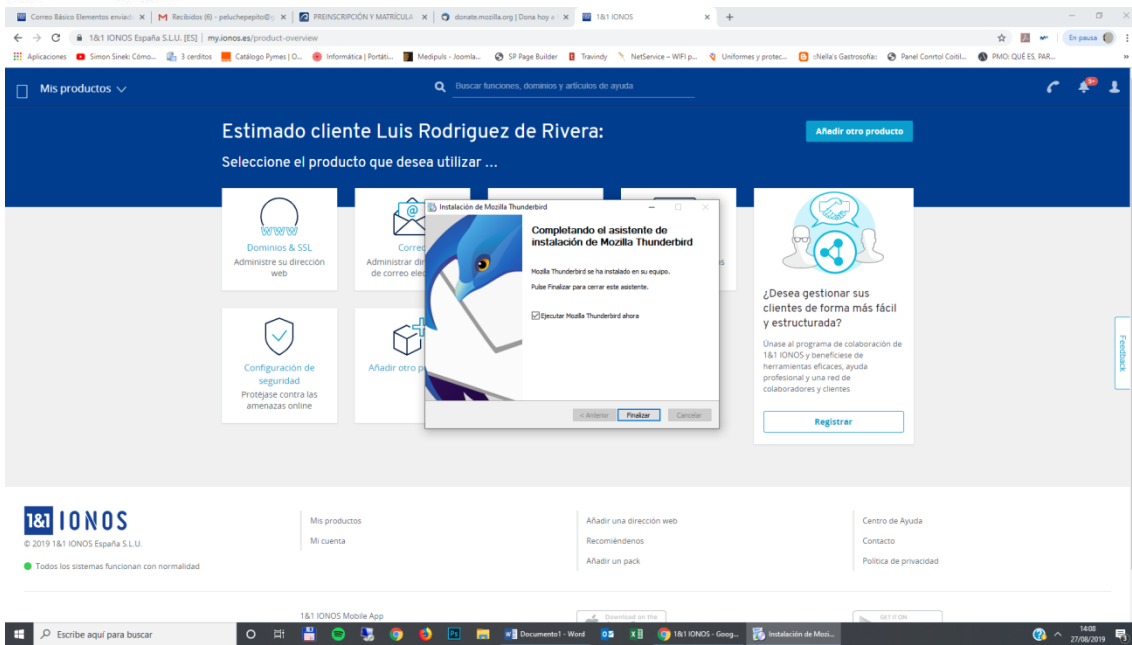 Correo Básico Elementos enviad
Recibidos (6) - peluchepepito@g
PREINSCRIPCIÓN Y MATRÍCULA
donate.mozilla.org | Dona hoy a
1&1 IONOS
1&1 IONOS España S.L.U. [ES] | my.ionos.es/product-overview
En pausa
Aplicaciones
Simon Sinek: Cómo...
3 cerditos
Catálogo Pymes | O...
Informática | Portáti...
Medipuls - Joomla...
SP Page Builder
Travindy
NetService – WIFI p...
Uniformes y protec...
::Nella's Gastrosofía::
Panel Conrtol Coitil...
PMO: QUÉ ES, PAR...
»
Mis productos
Buscar funciones, dominios y artículos de ayuda
9+
Estimado cliente Luis Rodriguez de Rivera:
Añadir otro producto
Seleccione el producto que desea utilizar ...
www
Dominios & SSL
Administre su dirección
web
@
Correo
Administrar dir
de correo elec
Instalación de Mozilla Thunderbird
Completando el asistente de
instalación de Mozilla Thunderbird
Mozilla Thunderbird se ha instalado en su equipo.
Pulse Finalizar para cerrar este asistente.
Ejecutar Mozilla Thunderbird ahora
< Anterior
Finalizar
Cancelar
Configuración de
seguridad
Protéjase contra las
amenazas online
Añadir otro p
¿Desea gestionar sus
clientes de forma más fácil
y estructurada?
Únase al programa de colaboración de
1&1 IONOS y benefíciese de
herramientas eficaces, ayuda
profesional y una red de
colaboradores y clientes
Registrar
Feedback
1&1 IONOS
© 2019 1&1 IONOS España S.L.U.
Todos los sistemas funcionan con normalidad
Mis productos
Mi cuenta
Añadir una dirección web
Recomiéndenos
Añadir un pack
Centro de Ayuda
Contacto
Política de privacidad
1&1 IONOS Mobile App
Download on the
GET IT ON
Escribe aquí para buscar
Documento1 - Word
1&1 IONOS - Goog...
Instalación de Mozi...
14:08
27/08/2019